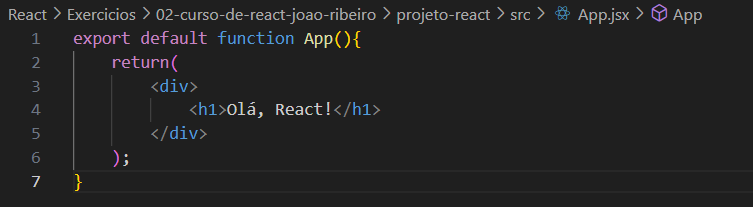 React > Exercicios > 02-curso-de-react-joao-ribeiro > projeto-react > src > App.jsx > App
1 export default function App(){
2     return(
3         <div>
4             <h1>Olá, React!</h1>
5         </div>
6     );
7 }